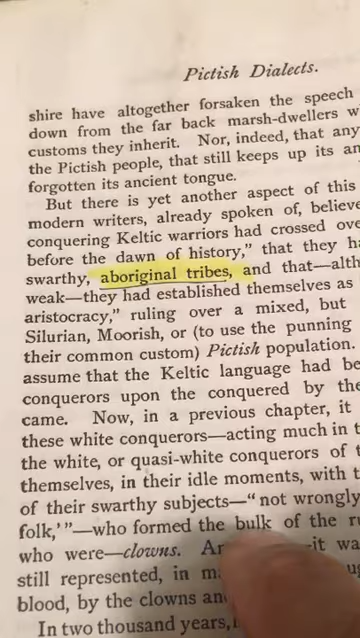 Pictish Dialects.
shire have altogether forsaken the speech
down from the far back marsh-dwellers w
customs they inherit. Nor, indeed, that any
the Pictish people, that still keeps up its an
forgotten its ancient tongue.
But there is yet another aspect of this
modern writers, already spoken of, believe
conquering Keltic warriors had crossed ove
before the dawn of history," that they ha
swarthy, aboriginal tribes, and that—alth
weak—they had established themselves as
aristocracy," ruling over a mixed, but
Silurian, Moorish, or (to use the punning
their common custom) Pictish population.
assume that the Keltic language had be
conquerors upon the conquered by the
came. Now, in a previous chapter, it
these white conquerors—acting much in t
the white, or quasi-white conquerors of t
themselves, in their idle moments, with t
of their swarthy subjects—"not wrongly
folk,'"—who formed the bulk of the ru
who were—clowns. An —it wa
still represented, in m
blood, by the clowns an
In two thousand years,